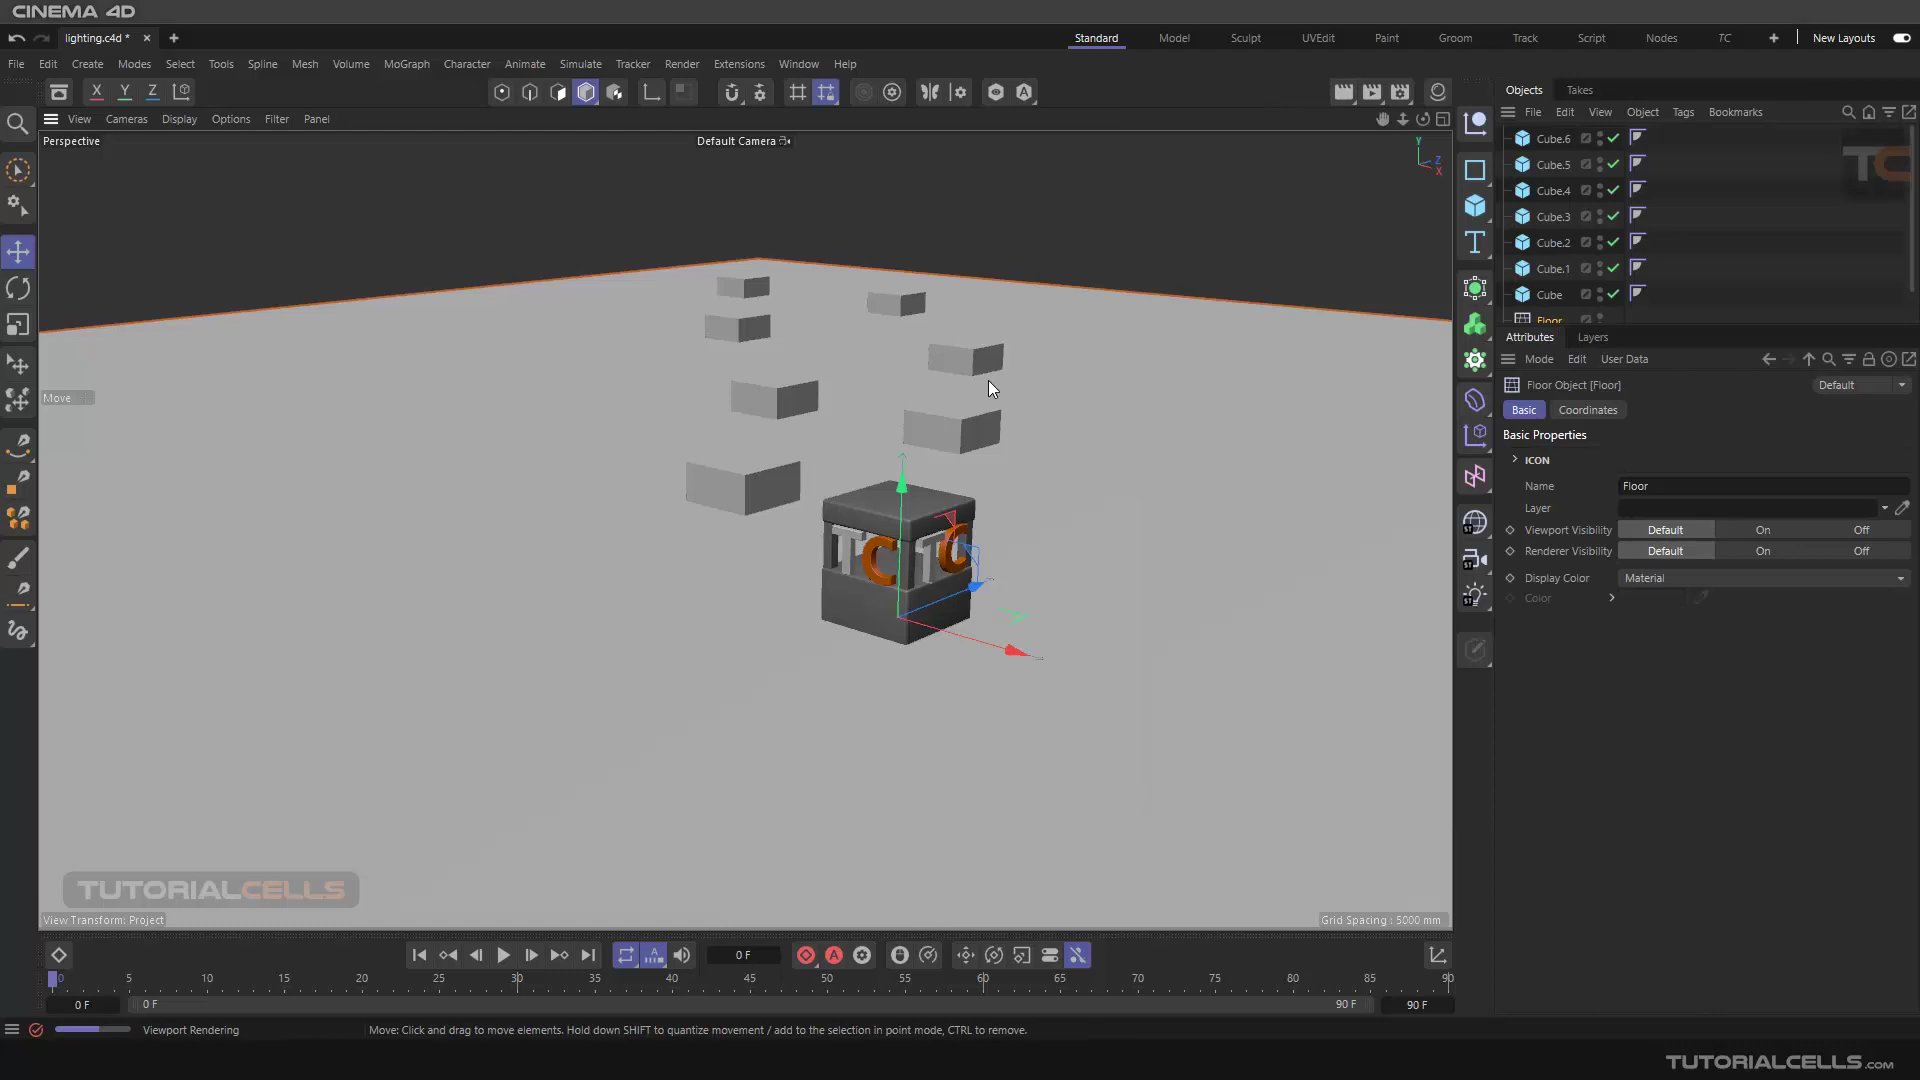 CINEMA 4D
lighting.c4d *
Standard
Model
Sculpt
UVEdit
Paint
Groom
Track
Script
Nodes
TC
New Layouts
File Edit Create Modes Select Tools Spline Mesh Volume MoGraph Character Animate Simulate Tracker Render Extensions Window Help
X Y Z
Objects Takes
View Cameras Display Options Filter Panel
File Edit View Object Tags Bookmarks
Perspective
Default Camera
Y
Z
X
Cube.6
Cube.5
Cube.4
Cube.3
Cube.2
Cube.1
Cube
Floor
TC
Attributes Layers
Mode Edit User Data
Floor Object [Floor]
Default
Basic Coordinates
Basic Properties
ICON
Name Floor
Layer
Viewport Visibility Default On Off
Renderer Visibility Default On Off
Display Color Material
Color
Move
TC TC
TUTORIALCELLS
View Transform: Project
Grid Spacing : 5000 mm
0 F
0 5 10 15 20 25 30 35 40 45 50 55 60 65 70 75 80 85 90
0 F 0 F 90 F 90 F
Viewport Rendering
Move: Click and drag to move elements. Hold down SHIFT to quantize movement / add to the selection in point mode, CTRL to remove.
TUTORIALCELLS.com